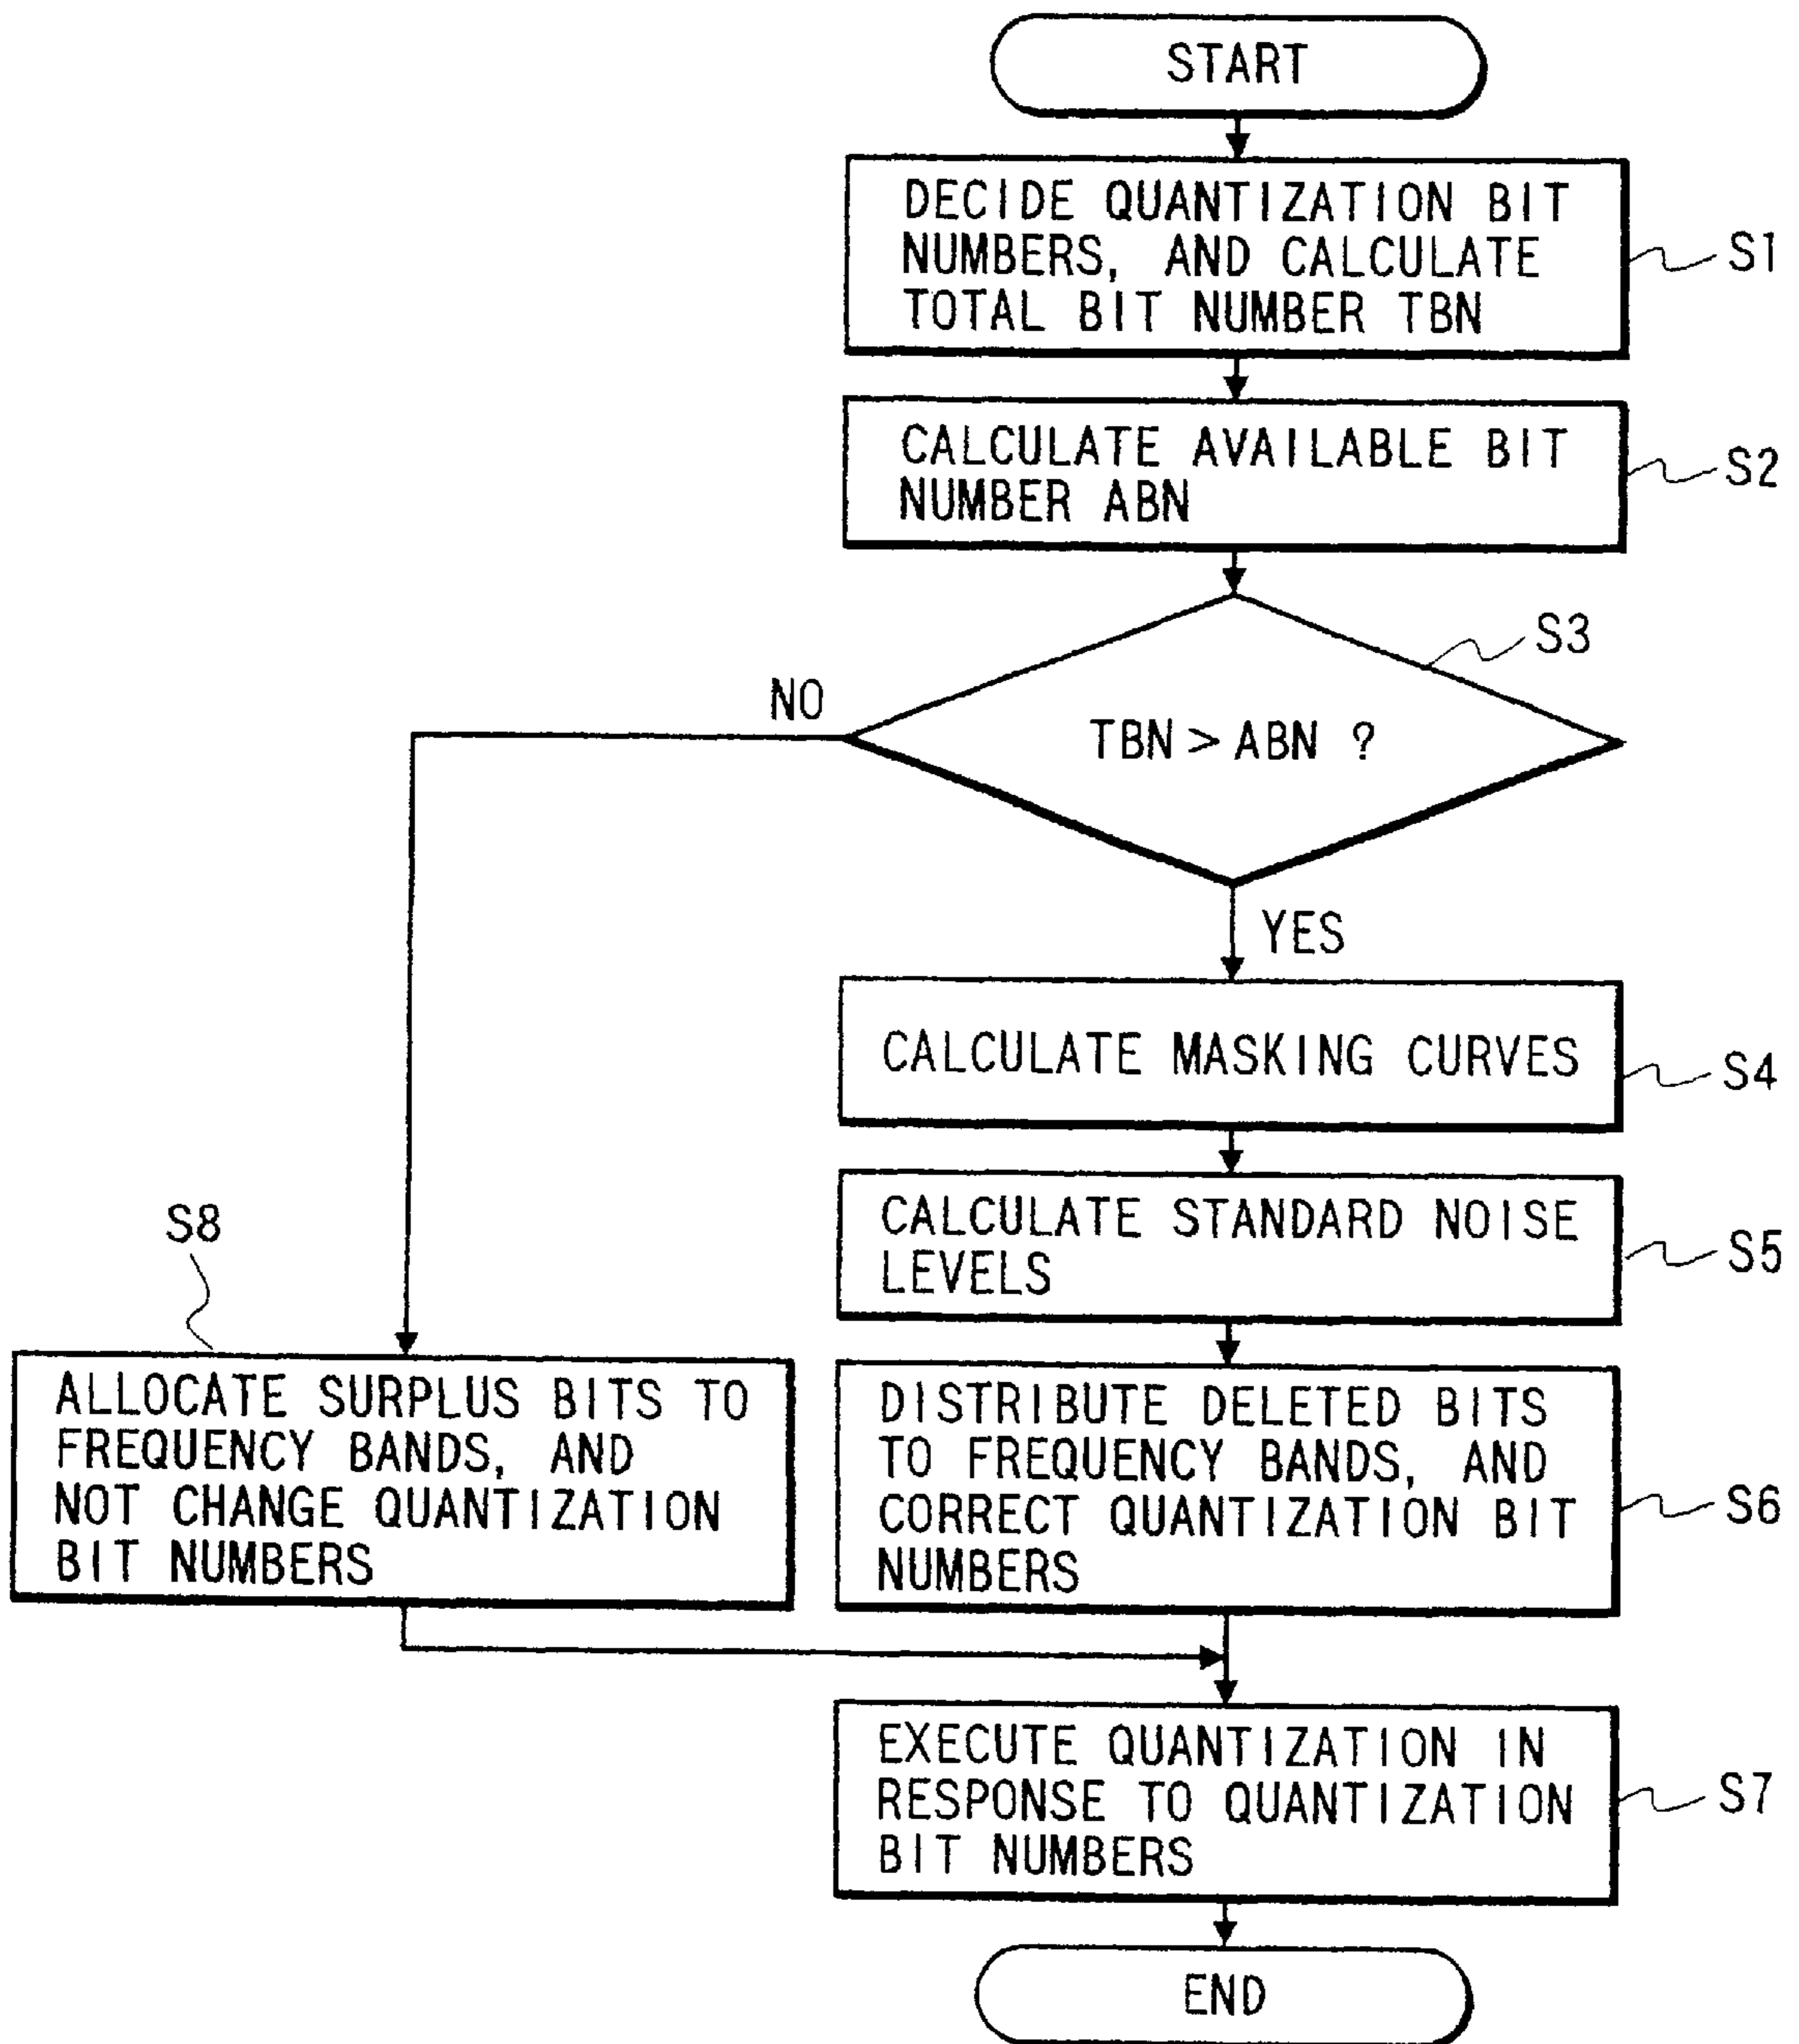 START
DECIDE QUANTIZATION BIT
NUMBERS, AND CALCULATE
TOTAL BIT NUMBER TBN
S1
CALCULATE AVAILABLE BIT
NUMBER ABN
S2
S3
NO
TBN > ABN ?
YES
CALCULATE MASKING CURVES
S4
CALCULATE STANDARD NOISE
LEVELS
S5
S8
ALLOCATE SURPLUS BITS TO
FREQUENCY BANDS, AND
NOT CHANGE QUANTIZATION
BIT NUMBERS
DISTRIBUTE DELETED BITS
TO FREQUENCY BANDS, AND
CORRECT QUANTIZATION BIT
NUMBERS
S6
EXECUTE QUANTIZATION IN
RESPONSE TO QUANTIZATION
BIT NUMBERS
S7
END